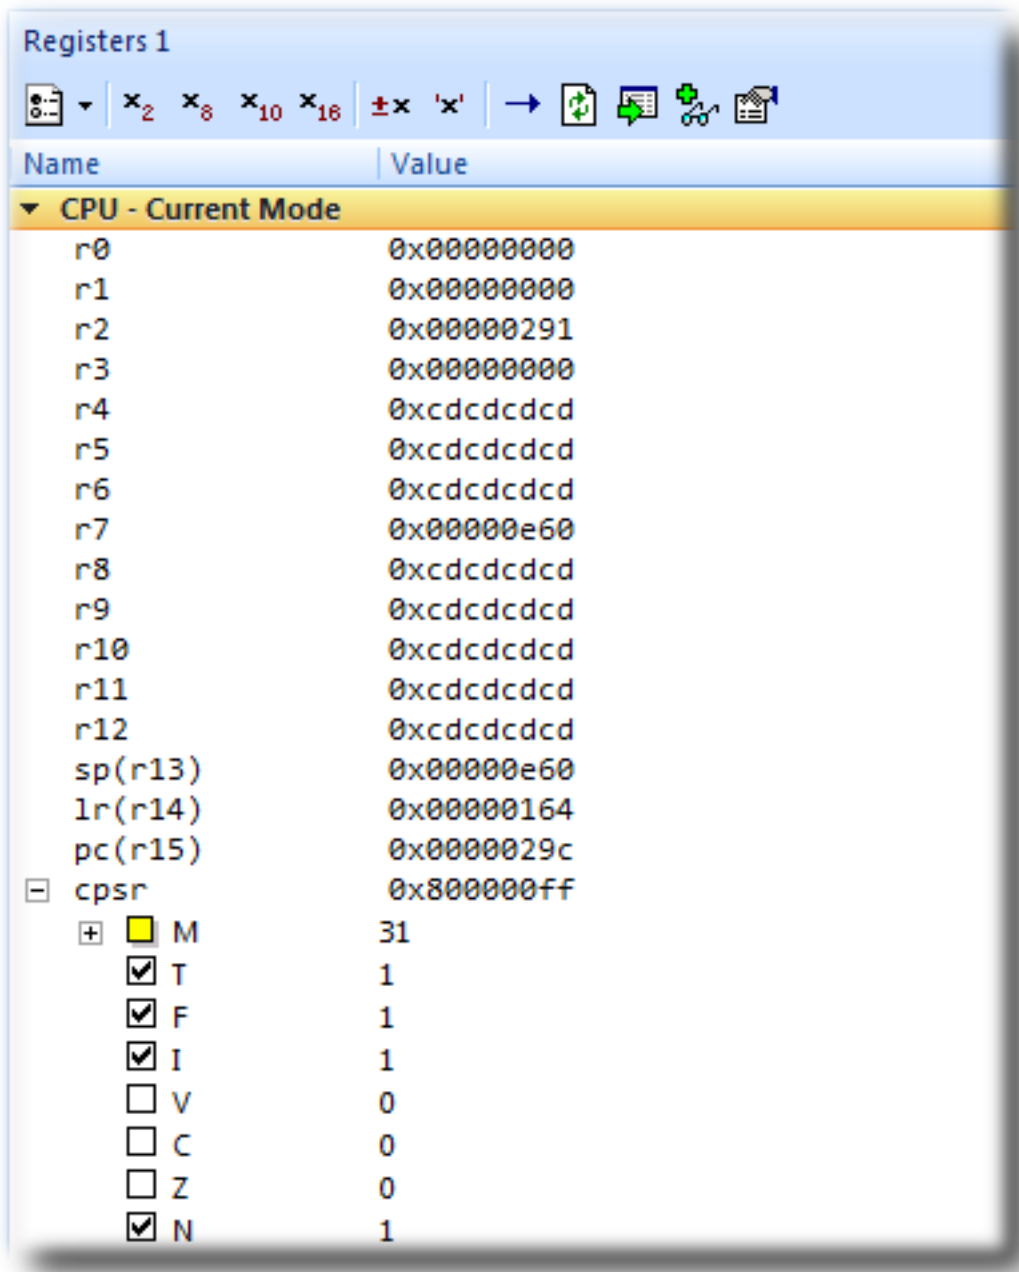 Registers 1
x2 x8 x10 x16 ±x 'x'
Name Value
CPU - Current Mode
r0 0x00000000
r1 0x00000000
r2 0x00000291
r3 0x00000000
r4 0xcdcdcdcd
r5 0xcdcdcdcd
r6 0xcdcdcdcd
r7 0x00000e60
r8 0xcdcdcdcd
r9 0xcdcdcdcd
r10 0xcdcdcdcd
r11 0xcdcdcdcd
r12 0xcdcdcdcd
sp(r13) 0x00000e60
lr(r14) 0x00000164
pc(r15) 0x0000029c
cpsr 0x800000ff
M 31
T 1
F 1
I 1
V 0
C 0
Z 0
N 1